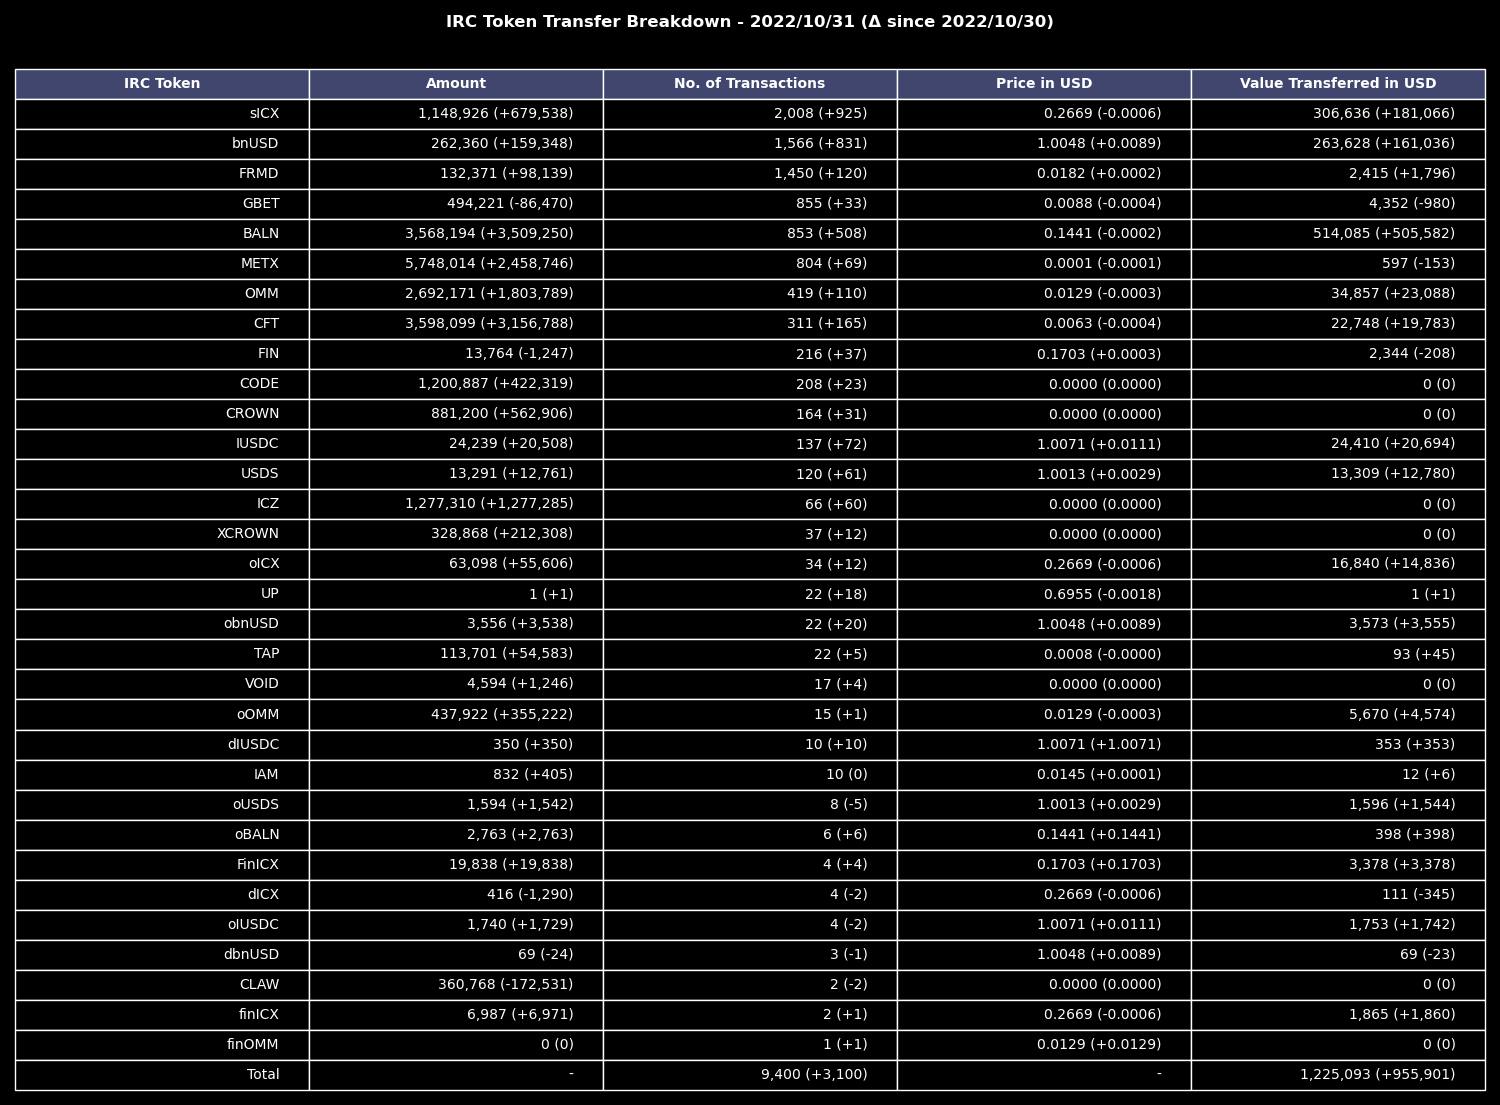 IRC Token Transfer Breakdown - 2022/10/31 (Δ since 2022/10/30)
IRC Token Amount No. of Transactions Price in USD Value Transferred in USD
sICX 1,148,926 (+679,538) 2,008 (+925) 0.2669 (-0.0006) 306,636 (+181,066)
bnUSD 262,360 (+159,348) 1,566 (+831) 1.0048 (+0.0089) 263,628 (+161,036)
FRMD 132,371 (+98,139) 1,450 (+120) 0.0182 (+0.0002) 2,415 (+1,796)
GBET 494,221 (-86,470) 855 (+33) 0.0088 (-0.0004) 4,352 (-980)
BALN 3,568,194 (+3,509,250) 853 (+508) 0.1441 (-0.0002) 514,085 (+505,582)
METX 5,748,014 (+2,458,746) 804 (+69) 0.0001 (-0.0001) 597 (-153)
OMM 2,692,171 (+1,803,789) 419 (+110) 0.0129 (-0.0003) 34,857 (+23,088)
CFT 3,598,099 (+3,156,788) 311 (+165) 0.0063 (-0.0004) 22,748 (+19,783)
FIN 13,764 (-1,247) 216 (+37) 0.1703 (+0.0003) 2,344 (-208)
CODE 1,200,887 (+422,319) 208 (+23) 0.0000 (0.0000) 0 (0)
CROWN 881,200 (+562,906) 164 (+31) 0.0000 (0.0000) 0 (0)
IUSDC 24,239 (+20,508) 137 (+72) 1.0071 (+0.0111) 24,410 (+20,694)
USDS 13,291 (+12,761) 120 (+61) 1.0013 (+0.0029) 13,309 (+12,780)
ICZ 1,277,310 (+1,277,285) 66 (+60) 0.0000 (0.0000) 0 (0)
XCROWN 328,868 (+212,308) 37 (+12) 0.0000 (0.0000) 0 (0)
oICX 63,098 (+55,606) 34 (+12) 0.2669 (-0.0006) 16,840 (+14,836)
UP 1 (+1) 22 (+18) 0.6955 (-0.0018) 1 (+1)
obnUSD 3,556 (+3,538) 22 (+20) 1.0048 (+0.0089) 3,573 (+3,555)
TAP 113,701 (+54,583) 22 (+5) 0.0008 (-0.0000) 93 (+45)
VOID 4,594 (+1,246) 17 (+4) 0.0000 (0.0000) 0 (0)
oOMM 437,922 (+355,222) 15 (+1) 0.0129 (-0.0003) 5,670 (+4,574)
dIUSDC 350 (+350) 10 (+10) 1.0071 (+1.0071) 353 (+353)
IAM 832 (+405) 10 (0) 0.0145 (+0.0001) 12 (+6)
oUSDS 1,594 (+1,542) 8 (-5) 1.0013 (+0.0029) 1,596 (+1,544)
oBALN 2,763 (+2,763) 6 (+6) 0.1441 (+0.1441) 398 (+398)
FinICX 19,838 (+19,838) 4 (+4) 0.1703 (+0.1703) 3,378 (+3,378)
dICX 416 (-1,290) 4 (-2) 0.2669 (-0.0006) 111 (-345)
oIUSDC 1,740 (+1,729) 4 (-2) 1.0071 (+0.0111) 1,753 (+1,742)
dbnUSD 69 (-24) 3 (-1) 1.0048 (+0.0089) 69 (-23)
CLAW 360,768 (-172,531) 2 (-2) 0.0000 (0.0000) 0 (0)
finICX 6,987 (+6,971) 2 (+1) 0.2669 (-0.0006) 1,865 (+1,860)
finOMM 0 (0) 1 (+1) 0.0129 (+0.0129) 0 (0)
Total - 9,400 (+3,100) - 1,225,093 (+955,901)